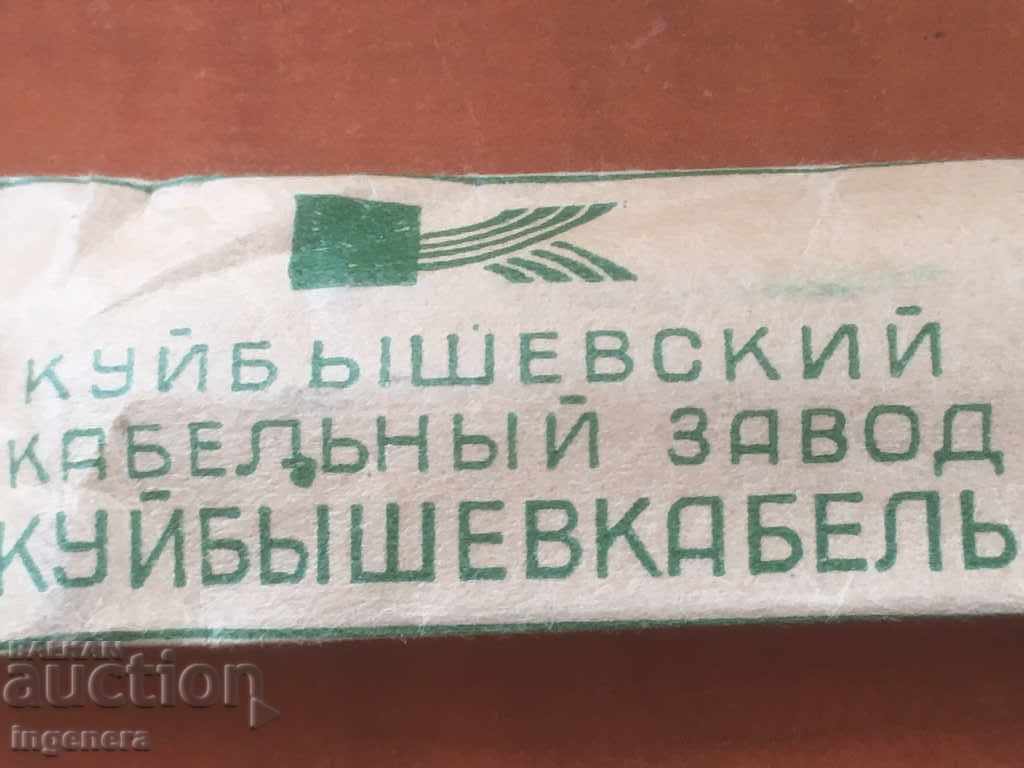 КУЙБЫШЕВСКИЙ
КАБЕЛЬНЫЙ ЗАВОД
КУЙБЫШЕВКАБЕЛЬ
BALKAN
auction
ingenera